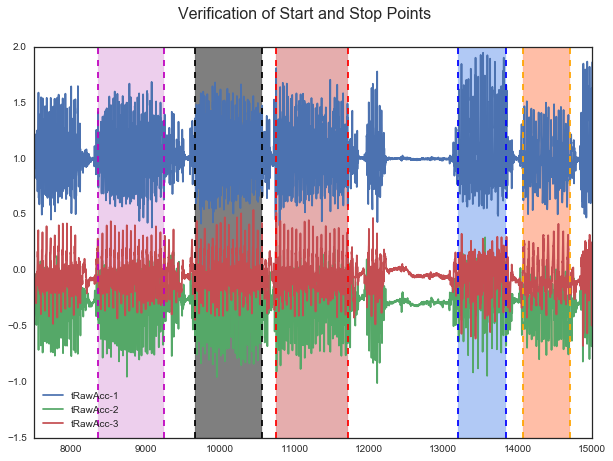 Verification of Start and Stop Points
2.0
1.5
1.0
0.5
0.0
−0.5
−1.0
−1.5
tRawAcc-1
tRawAcc-2
tRawAcc-3
8000 9000 10000 11000 12000 13000 14000 15000